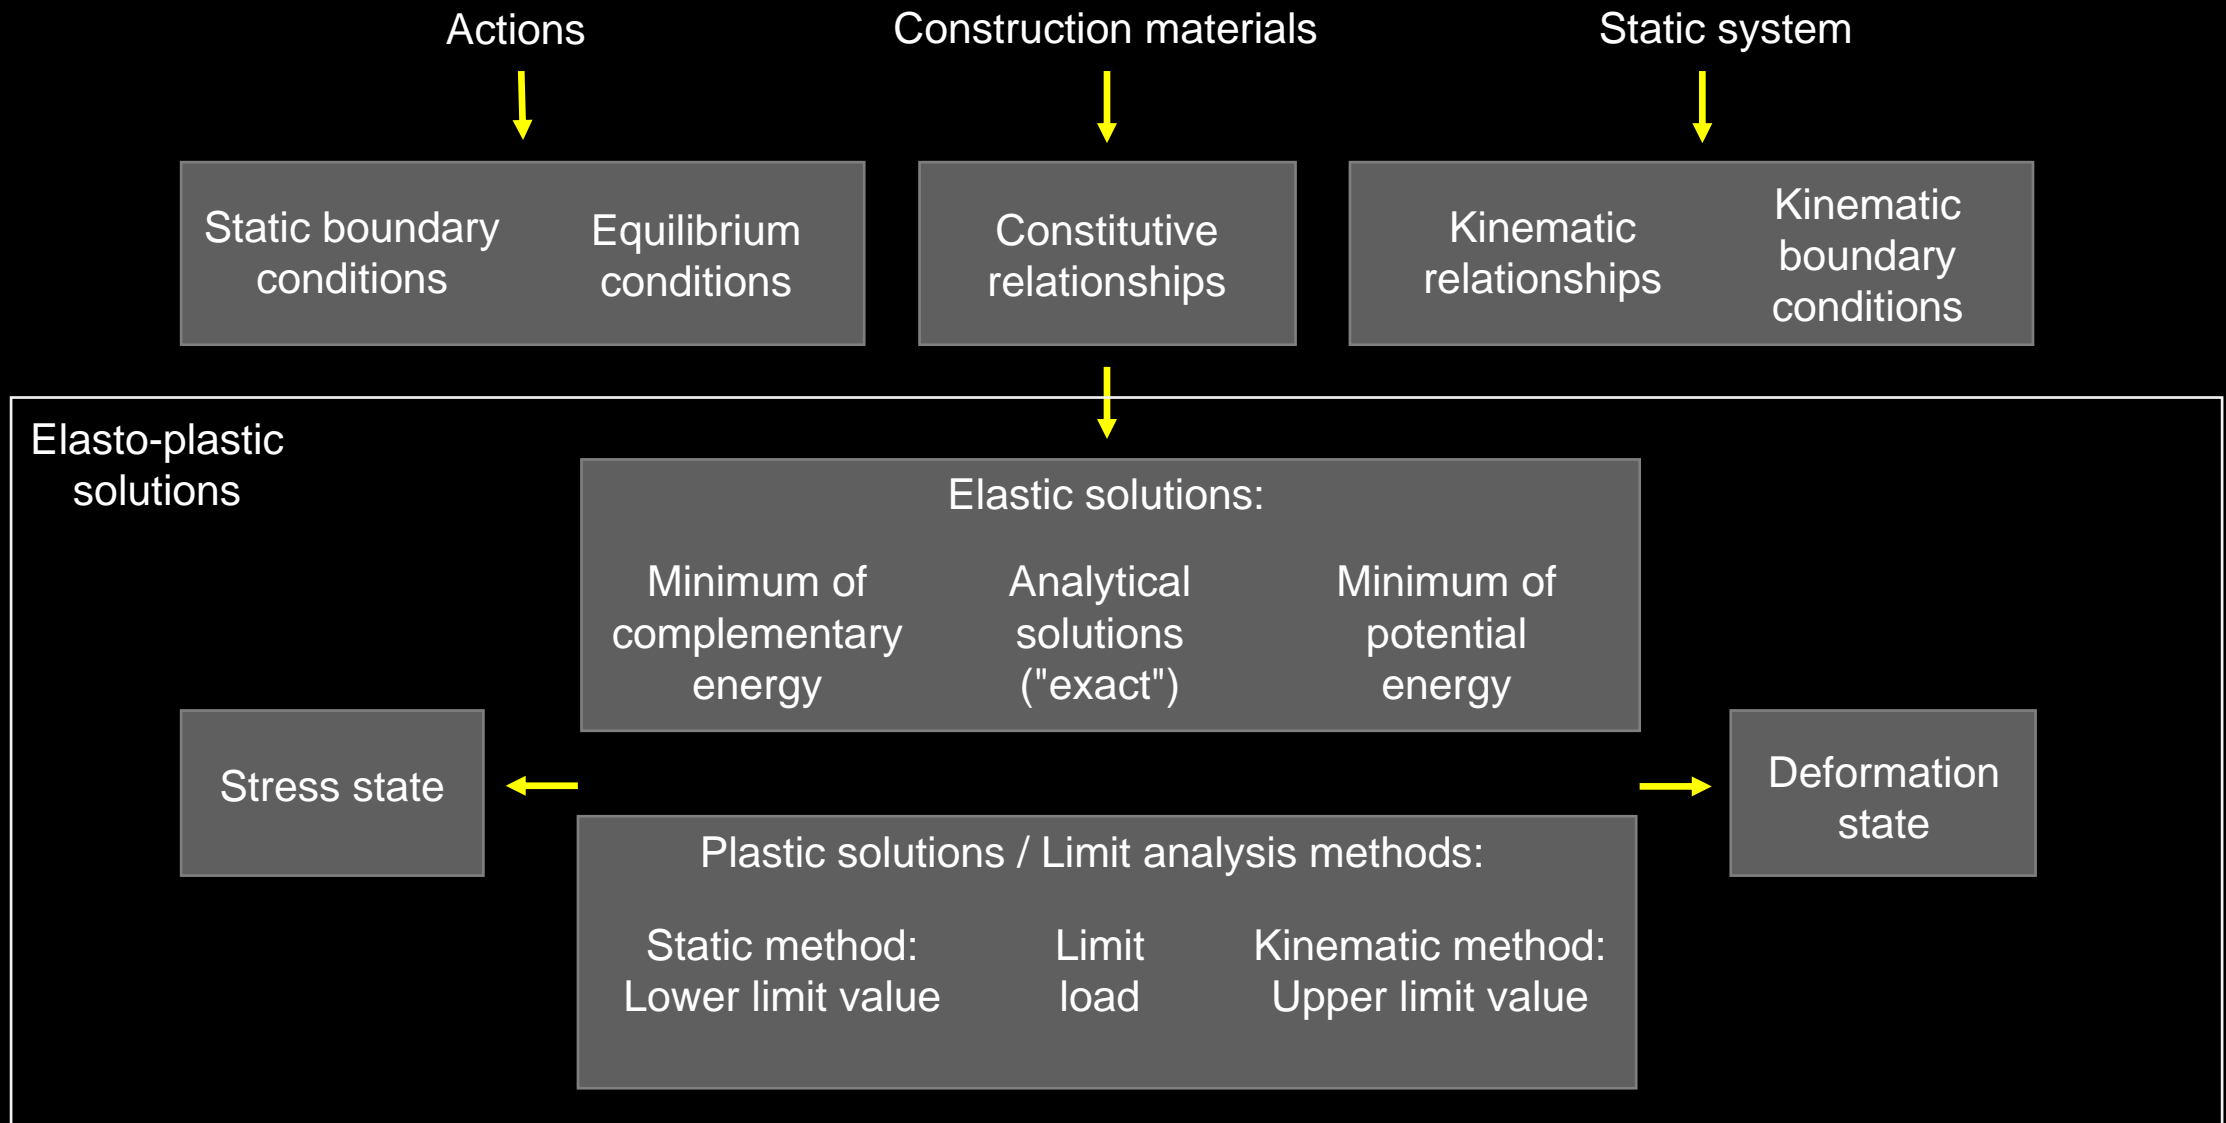 Actions
Construction materials
Static system
Static boundary
conditions
Equilibrium
conditions
Constitutive
relationships
Kinematic
relationships
Kinematic
boundary
conditions
Elasto-plastic
solutions
Elastic solutions:
Minimum of
complementary
energy
Analytical
solutions
("exact")
Minimum of
potential
energy
Stress state
Deformation
state
Plastic solutions / Limit analysis methods:
Static method:
Lower limit value
Limit
load
Kinematic method:
Upper limit value